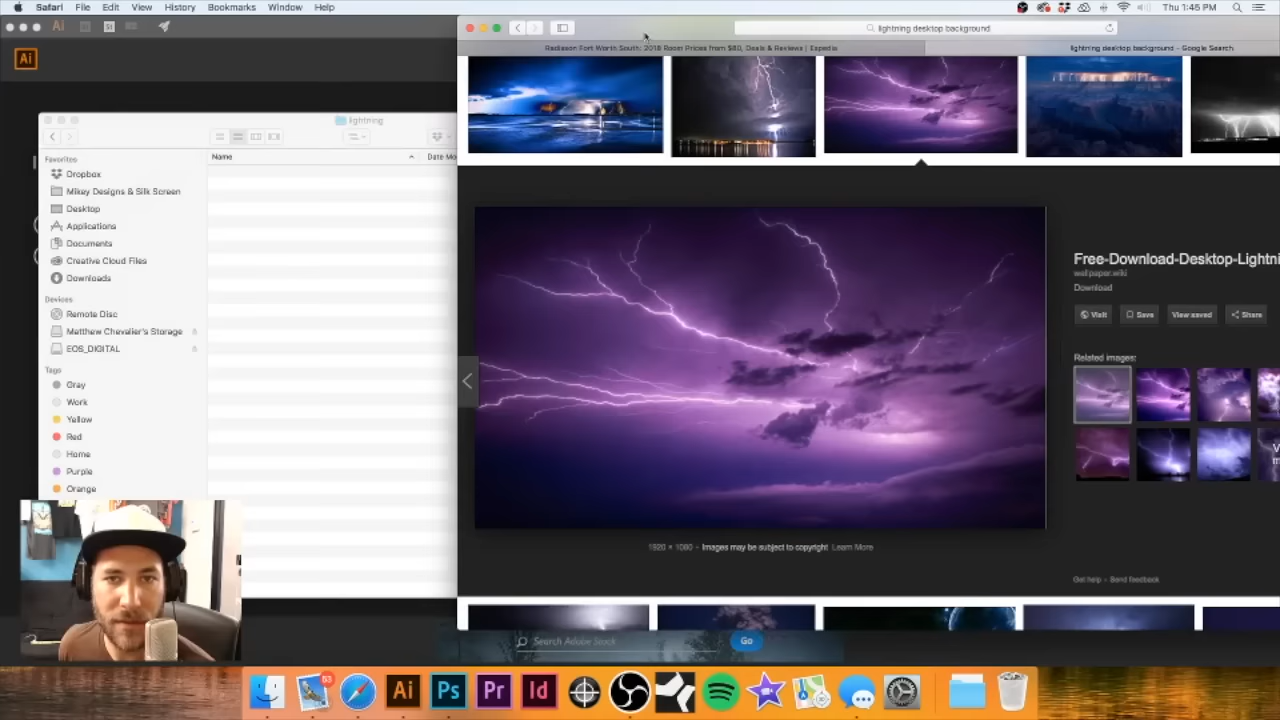 Safari File Edit View History Bookmarks Window Help
Thu 1:45 PM
Ai
lightning desktop background
Radisson Fort Worth South: 2018 Room Prices from $80, Deals & Reviews | Expedia
lightning desktop background - Google Search
Ai
lightning
Name
Date Mo
Favorites
Dropbox
Mikey Designs & Silk Screen
Desktop
Applications
Documents
Creative Cloud Files
Downloads
Devices
Remote Disc
Matthew Chevalier's Storage
EOS_DIGITAL
Tags
Gray
Work
Yellow
Red
Home
Purple
Orange
Free-Download-Desktop-Lightni
wallpaper.wiki
Download
Visit
Save
View saved
Share
Related images:
1920 × 1080 - Images may be subject to copyright Learn More
Get help - Send feedback
Search Adobe Stock
Go
53
Ai
Ps
Pr
Id